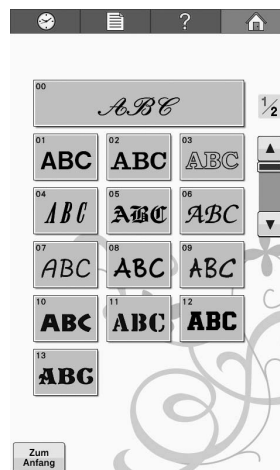 ?
00
ABC
1/2
01 02 03
ABC ABC ABC
04 05 06
ABC ABC ABC
07 08 09
ABC ABC ABC
10 11 12
ABC ABC ABC
13
ABC
Zum
Anfang